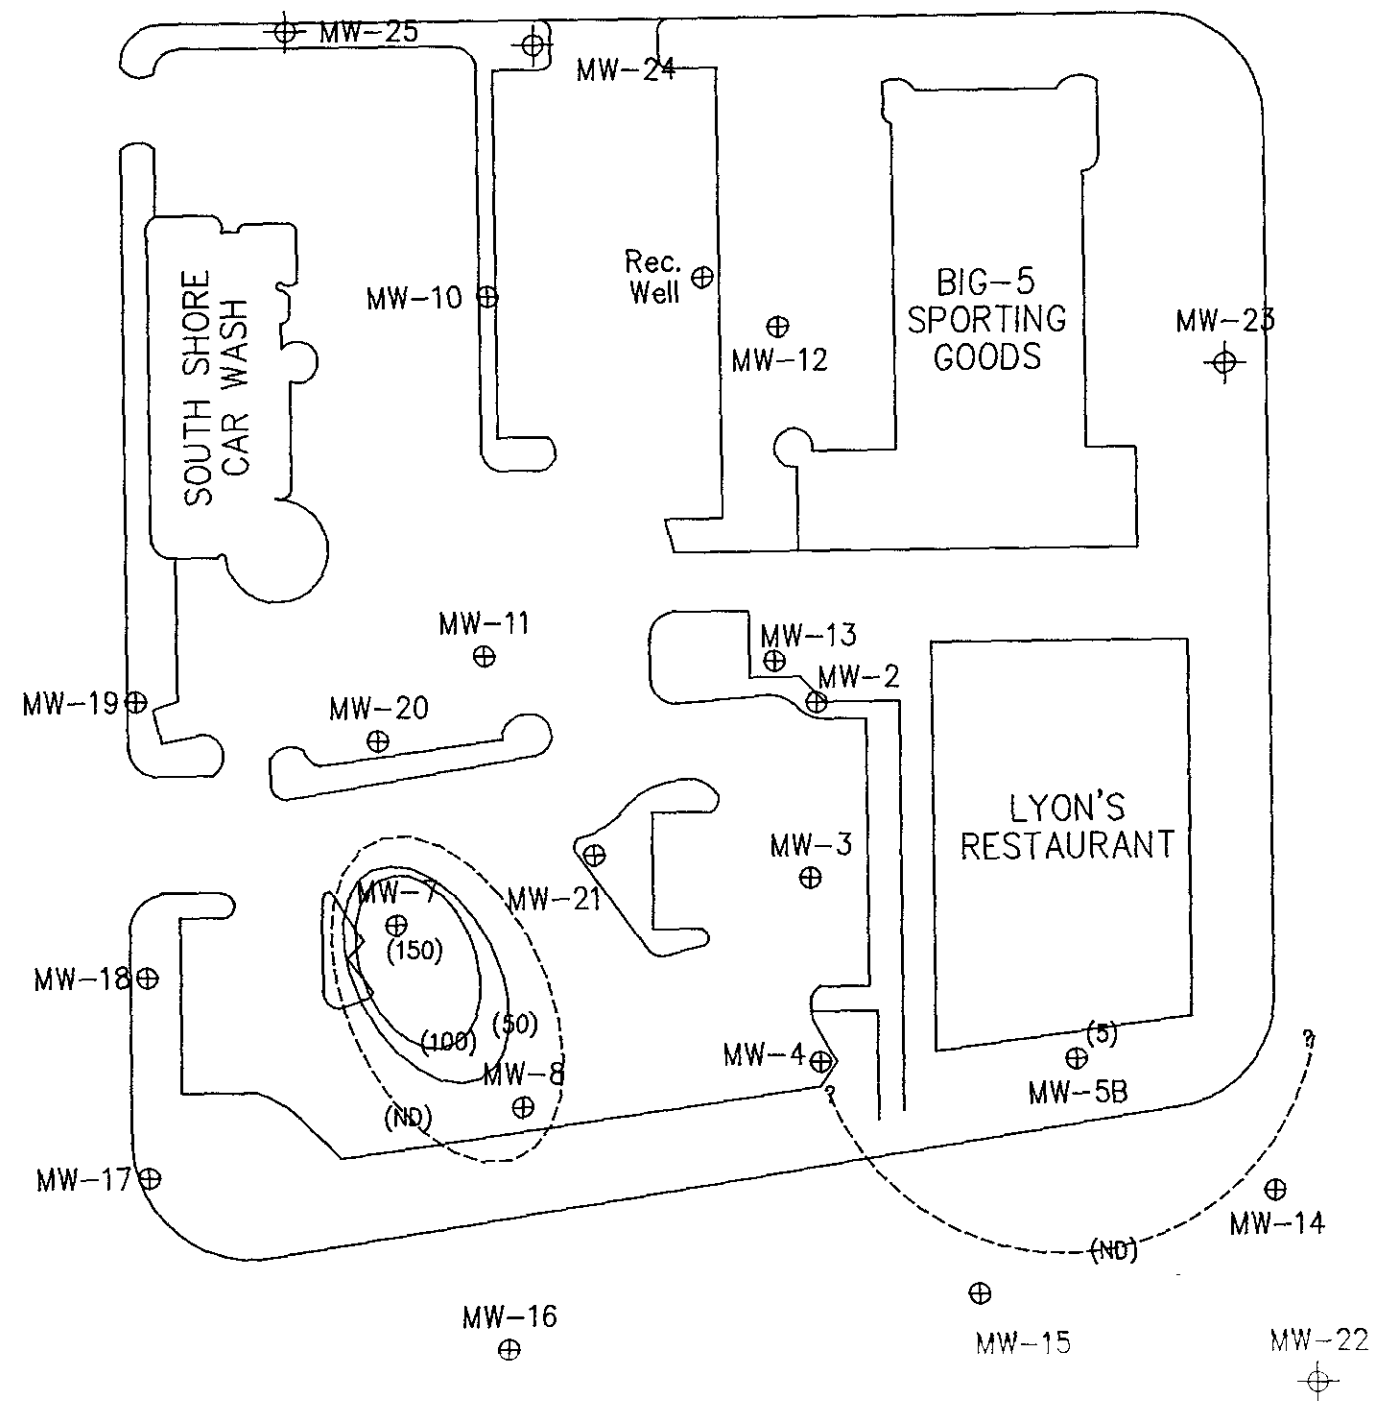 MW-25
MW-24
SOUTH SHORE
CAR WASH
MW-10
Rec.
Well
MW-12
BIG-5
SPORTING
GOODS
MW-23
MW-11
MW-13
MW-2
MW-19
MW-20
LYON'S
RESTAURANT
MW-3
MW-7
MW-21
(150)
MW-18
(50)
(100)
MW-8
(ND)
MW-4
?
(5)
MW-5B
?
MW-17
MW-14
(ND)
MW-16
MW-15
MW-22